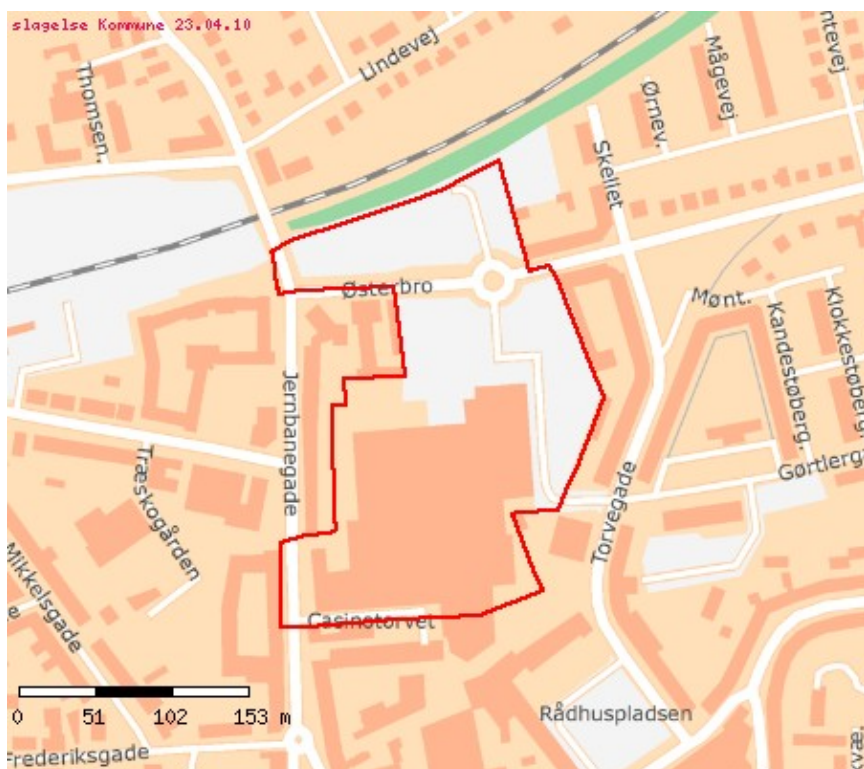 slagelse Kommune 23.04.10
Lindevej
Thomsen.
Mågevej
Ørnev.
Skellet
Østerbro
Mønt.
Kandestøberg.
Klokkestøberg.
Jernbanegade
Træskogården
Gørtlerga
Torvegade
Mikkelsgade
Casinotorvet
Rådhuspladsen
0 51 102 153 m
Frederiksgade